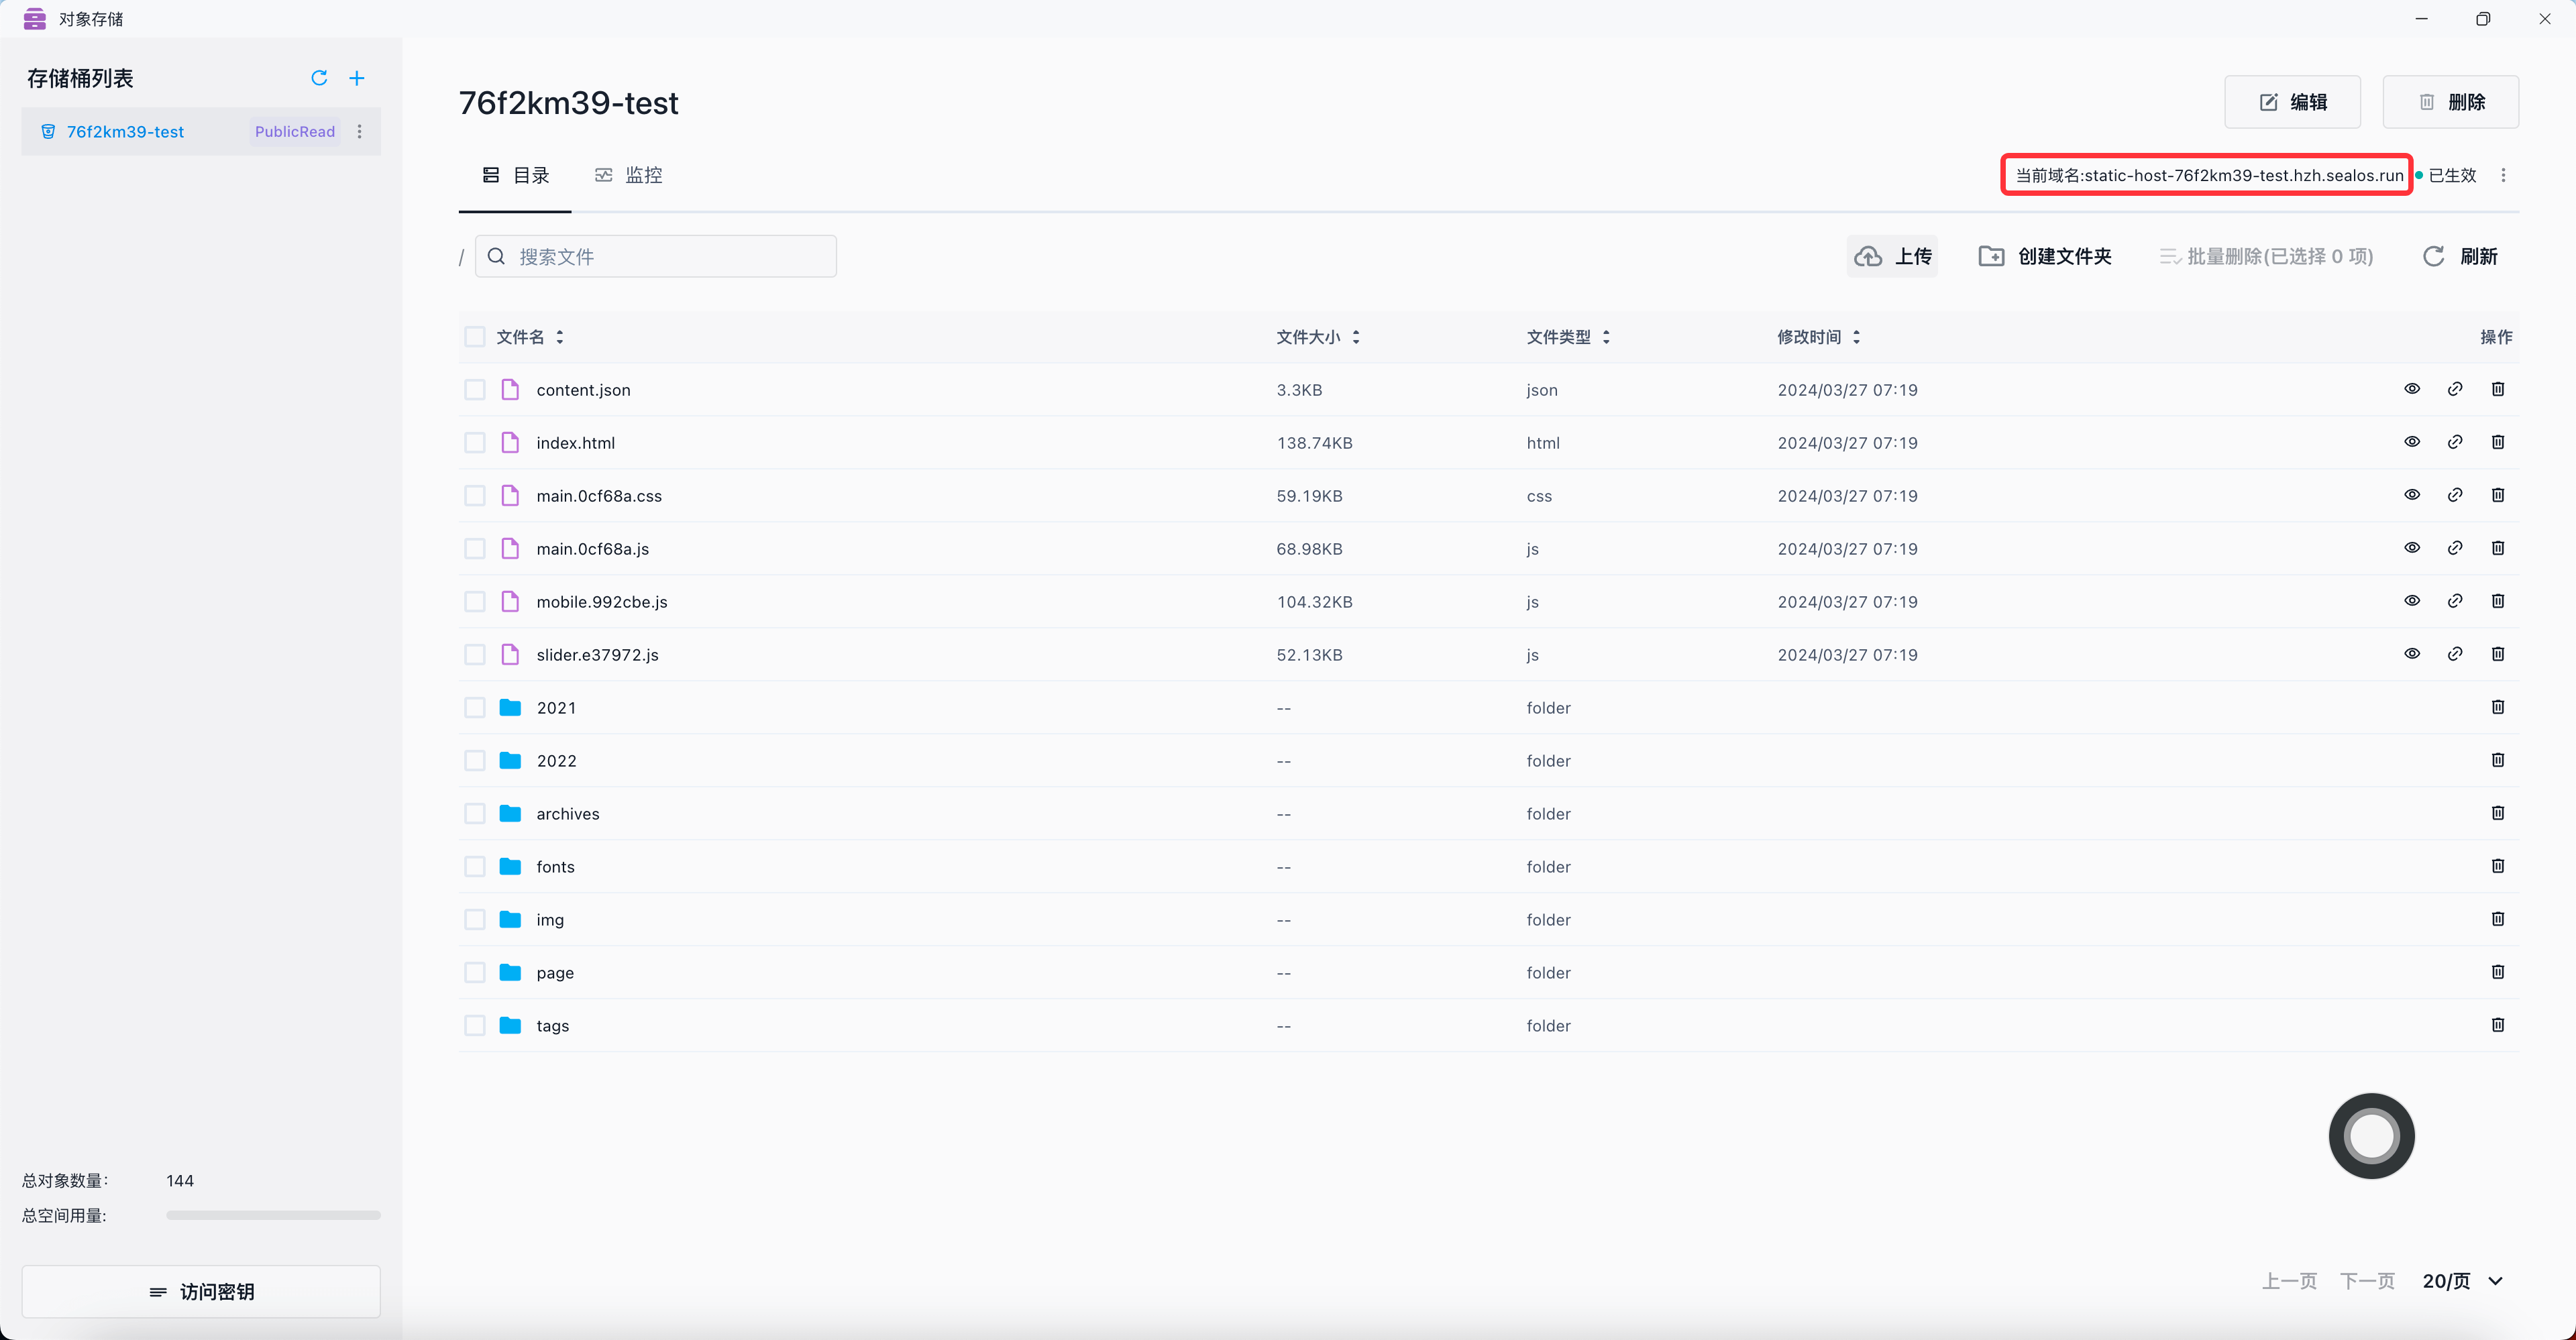 对象存储
存储桶列表
76f2km39-test PublicRead
76f2km39-test
编辑 删除
目录 监控
当前域名:static-host-76f2km39-test.hzh.sealos.run 已生效
/ 搜索文件 上传 创建文件夹 批量删除(已选择 0 项) 刷新
文件名 文件大小 文件类型 修改时间 操作
content.json 3.3KB json 2024/03/27 07:19
index.html 138.74KB html 2024/03/27 07:19
main.0cf68a.css 59.19KB css 2024/03/27 07:19
main.0cf68a.js 68.98KB js 2024/03/27 07:19
mobile.992cbe.js 104.32KB js 2024/03/27 07:19
slider.e37972.js 52.13KB js 2024/03/27 07:19
2021 -- folder
2022 -- folder
archives -- folder
fonts -- folder
img -- folder
page -- folder
tags -- folder
总对象数量: 144
总空间用量:
访问密钥
上一页 下一页 20/页